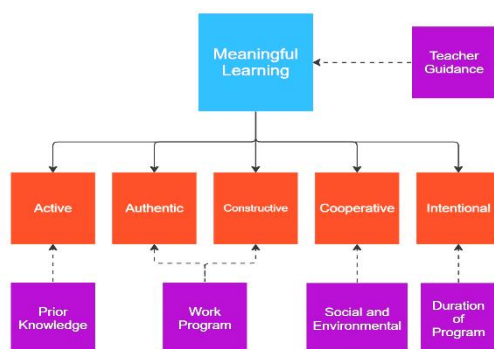 Meaningful
Learning
Teacher
Guidance
Active
Authentic
Constructive
Cooperative
Intentional
Prior
Knowledge
Work
Program
Social and
Environmental
Duration
of
Program